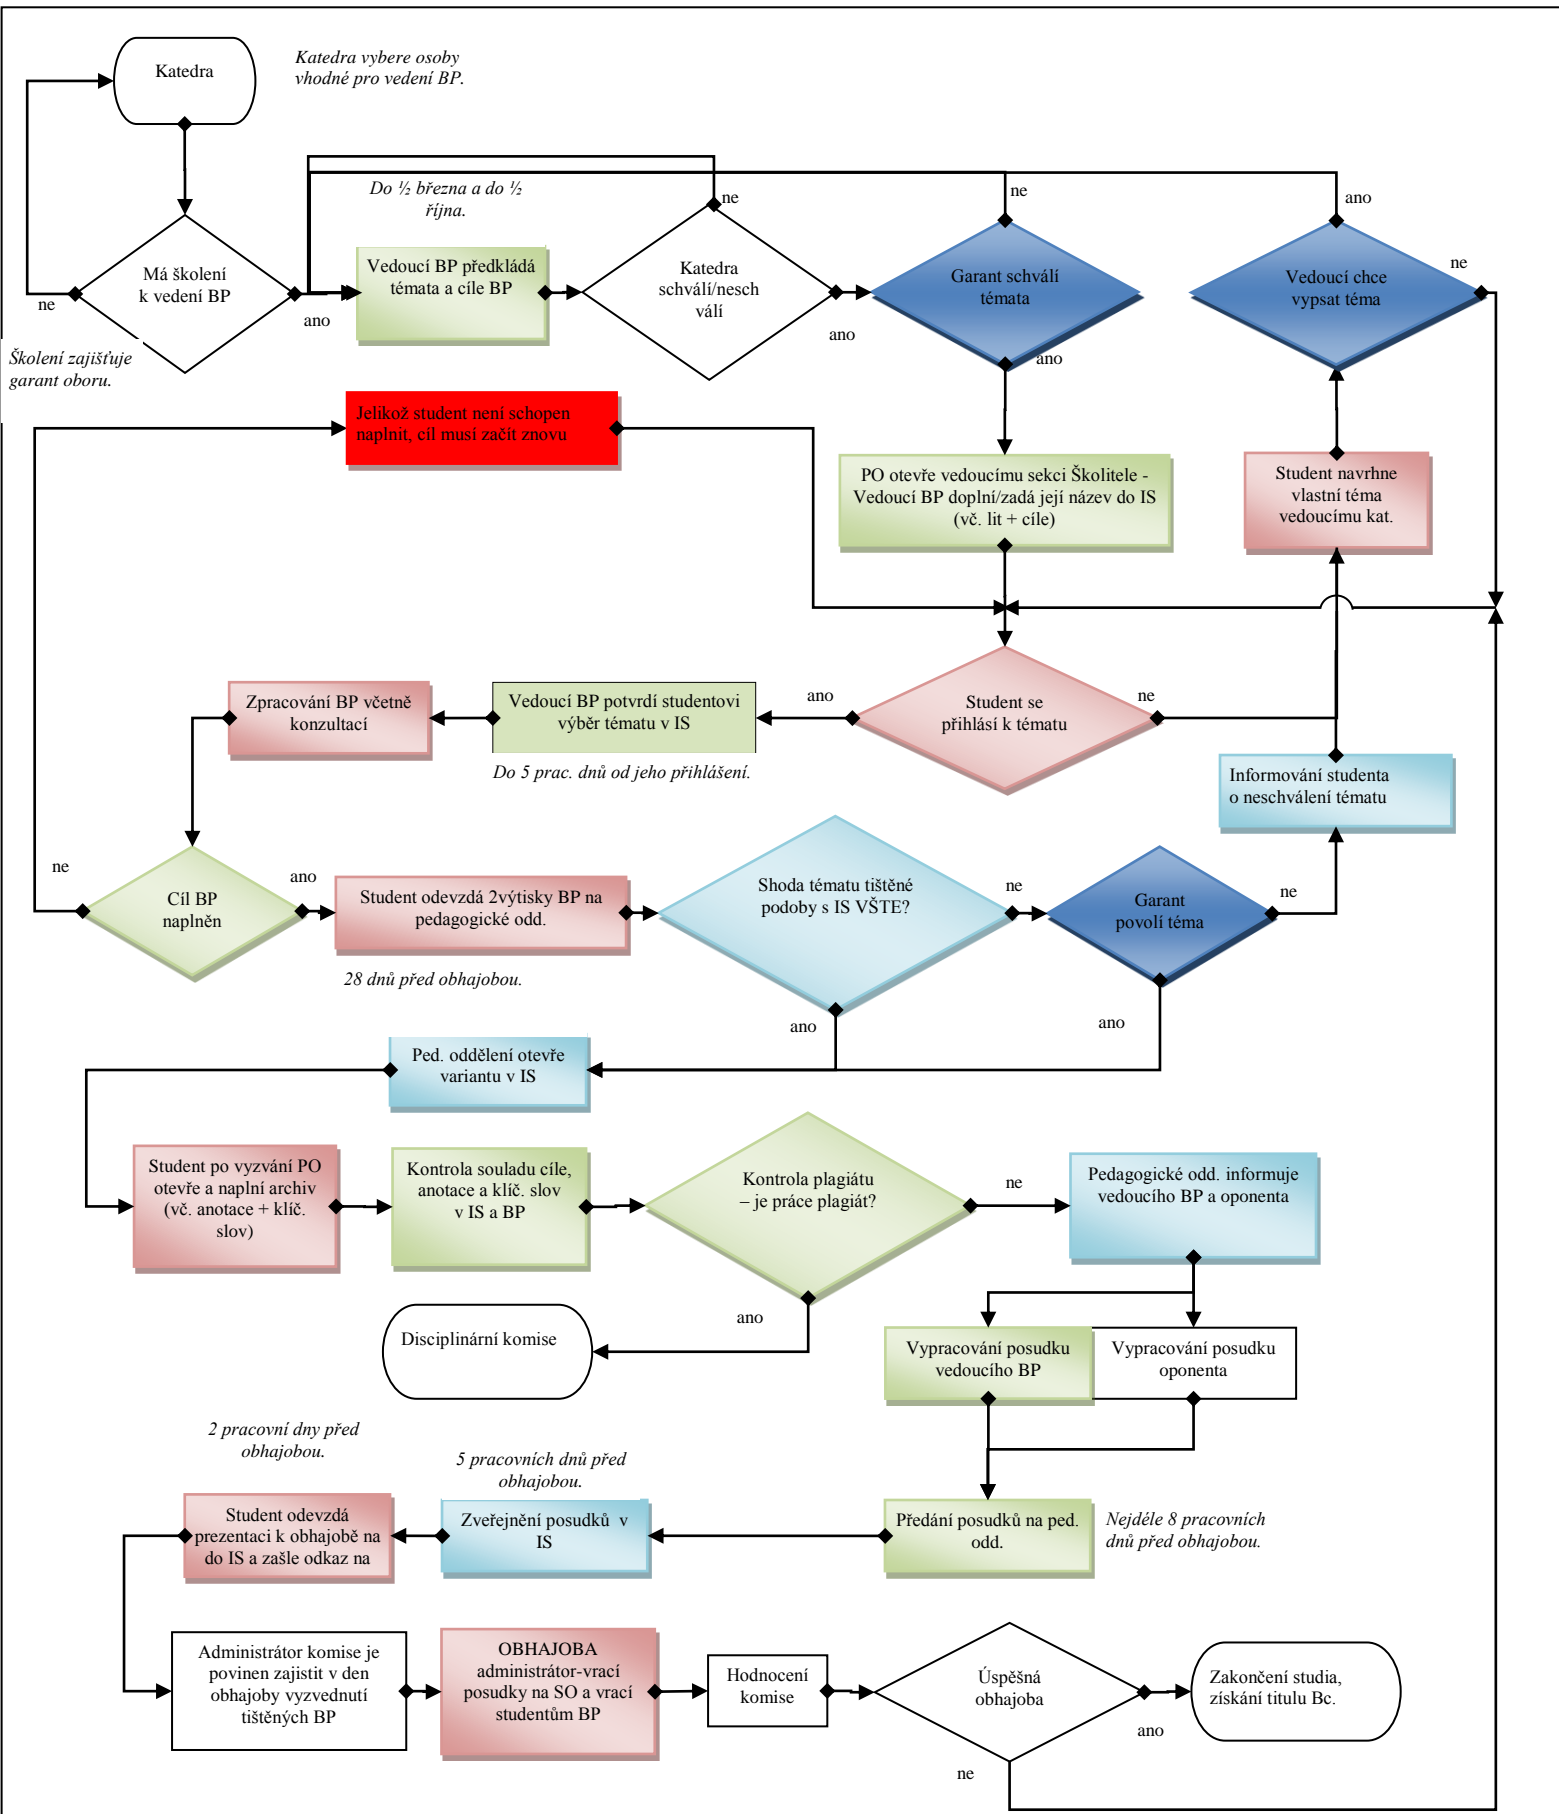 Katedra
Katedra vybere osoby
vhodné pro vedení BP.
Do ½ března a do ½
října.
ne
ne
ano
Má školení
k vedení BP
ne
ano
Vedoucí BP předkládá
témata a cíle BP
Katedra
schválí/nesch
válí
ano
Garant schválí
témata
ano
Vedoucí chce
vypsat téma
ne
Školení zajišťuje
garant oboru.
Jelikož student není schopen
naplnit, cíl musí začít znovu
PO otevře vedoucímu sekci Školitele -
Vedoucí BP doplní/zadá její název do IS
(vč. lit + cíle)
Student navrhne
vlastní téma
vedoucímu kat.
Zpracování BP včetně
konzultací
Vedoucí BP potvrdí studentovi
výběr tématu v IS
ano
Student se
přihlásí k tématu
ne
Do 5 prac. dnů od jeho přihlášení.
Informování studenta
o neschválení tématu
ne
Cíl BP
naplněn
ano
Student odevzdá 2výtisky BP na
pedagogické odd.
Shoda tématu tištěné
podoby s IS VŠTE?
ne
Garant
povolí téma
ne
28 dnů před obhajobou.
ano
ano
Ped. oddělení otevře
variantu v IS
Student po vyzvání PO
otevře a naplní archiv
(vč. anotace + klíč.
slov)
Kontrola souladu cíle,
anotace a klíč. slov
v IS a BP
Kontrola plagiátu
– je práce plagiát?
ne
Pedagogické odd. informuje
vedoucího BP a oponenta
ano
Disciplinární komise
Vypracování posudku
vedoucího BP
Vypracování posudku
oponenta
2 pracovní dny před
obhajobou.
5 pracovních dnů před
obhajobou.
Student odevzdá
prezentaci k obhajobě na
do IS a zašle odkaz na
Zveřejnění posudků v
IS
Předání posudků na ped.
odd.
Nejdéle 8 pracovních
dnů před obhajobou.
Administrátor komise je
povinen zajistit v den
obhajoby vyzvednutí
tištěných BP
OBHAJOBA
administrátor-vrací
posudky na SO a vrací
studentům BP
Hodnocení
komise
Úspěšná
obhajoba
ano
Zakončení studia,
získání titulu Bc.
ne